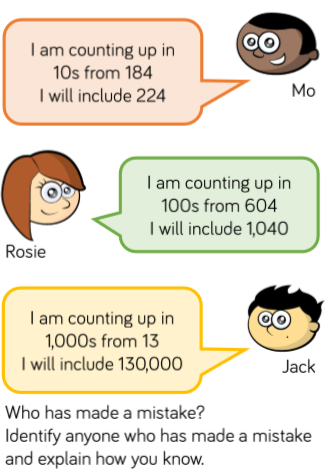 I am counting up in
10s from 184
I will include 224
Mo
I am counting up in
100s from 604
I will include 1,040
Rosie
I am counting up in
1,000s from 13
I will include 130,000
Jack
Who has made a mistake?
Identify anyone who has made a mistake
and explain how you know.